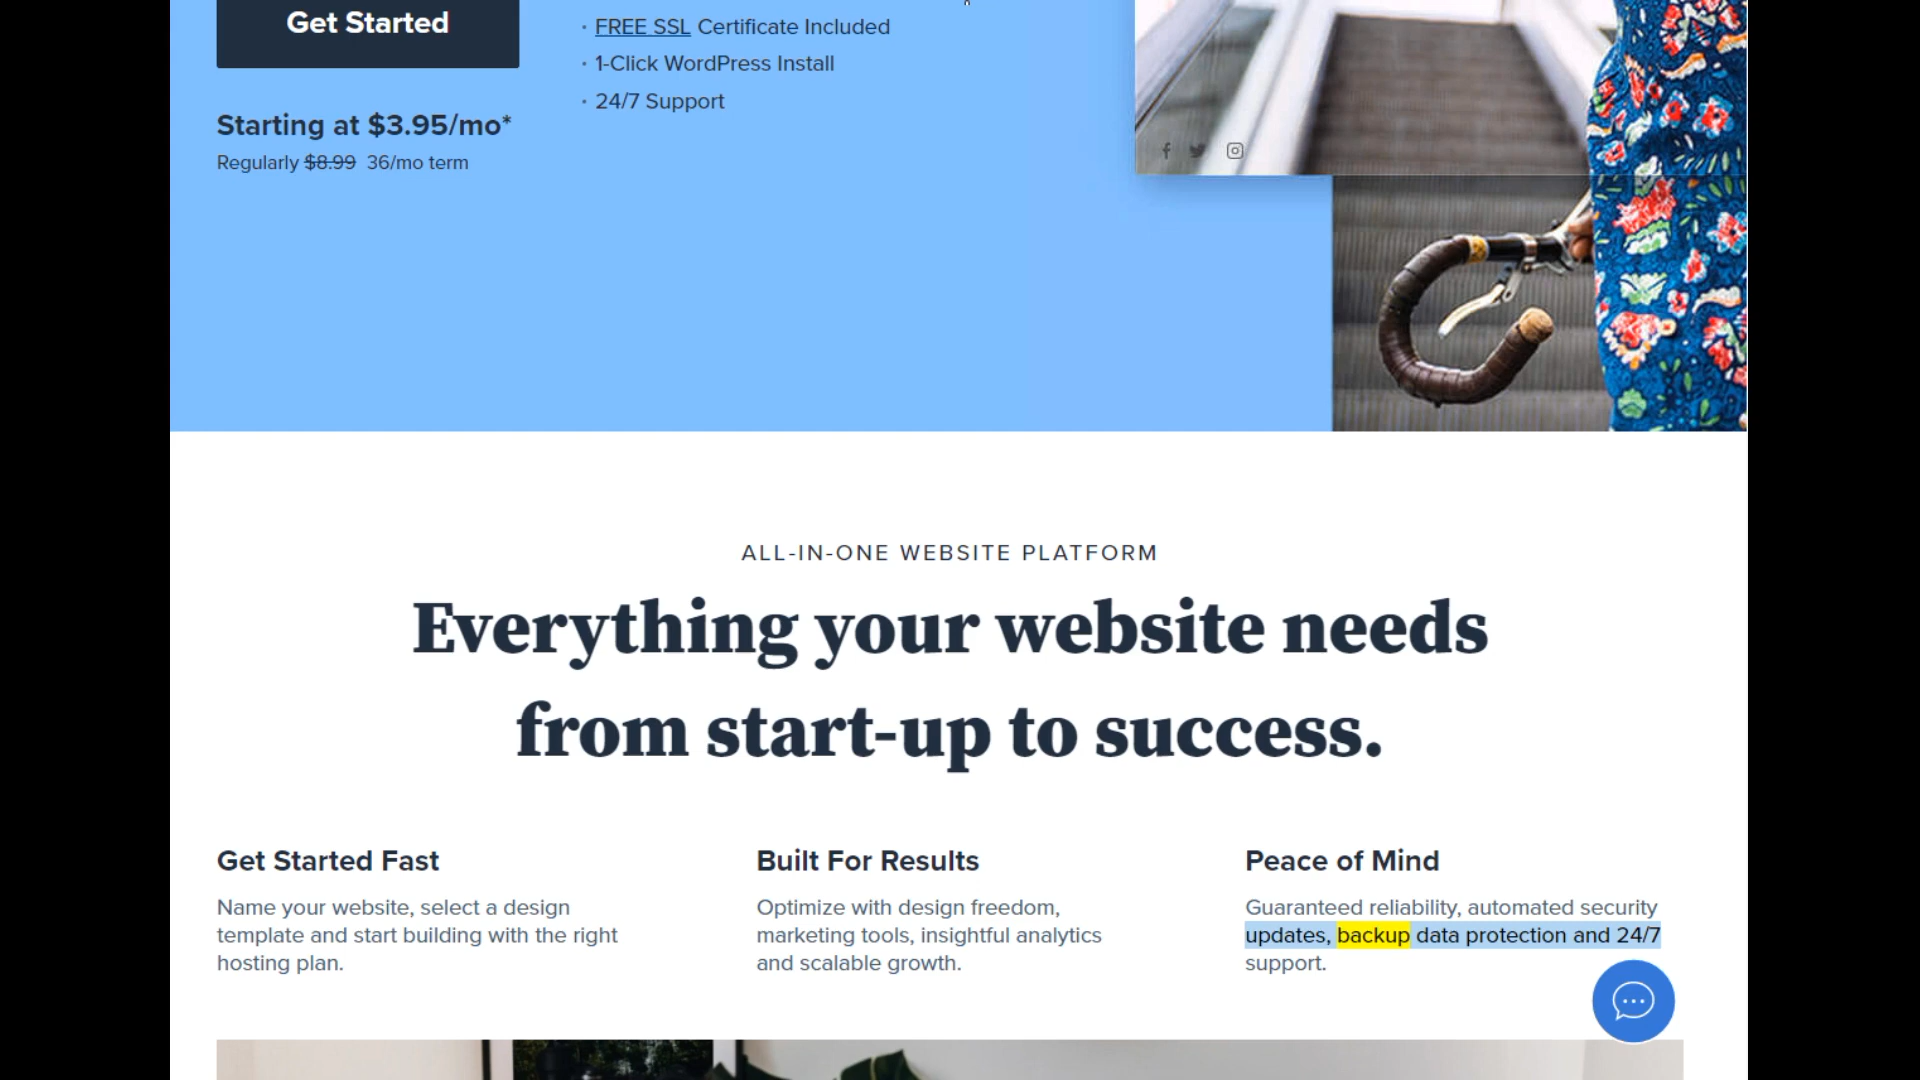 Get Started
· FREE SSL Certificate Included
· 1-Click WordPress Install
· 24/7 Support
Starting at $3.95/mo*
Regularly $8.99 36/mo term
ALL-IN-ONE WEBSITE PLATFORM
Everything your website needs
from start-up to success.
Get Started Fast
Name your website, select a design
template and start building with the right
hosting plan.
Built For Results
Optimize with design freedom,
marketing tools, insightful analytics
and scalable growth.
Peace of Mind
Guaranteed reliability, automated security
updates, backup data protection and 24/7
support.